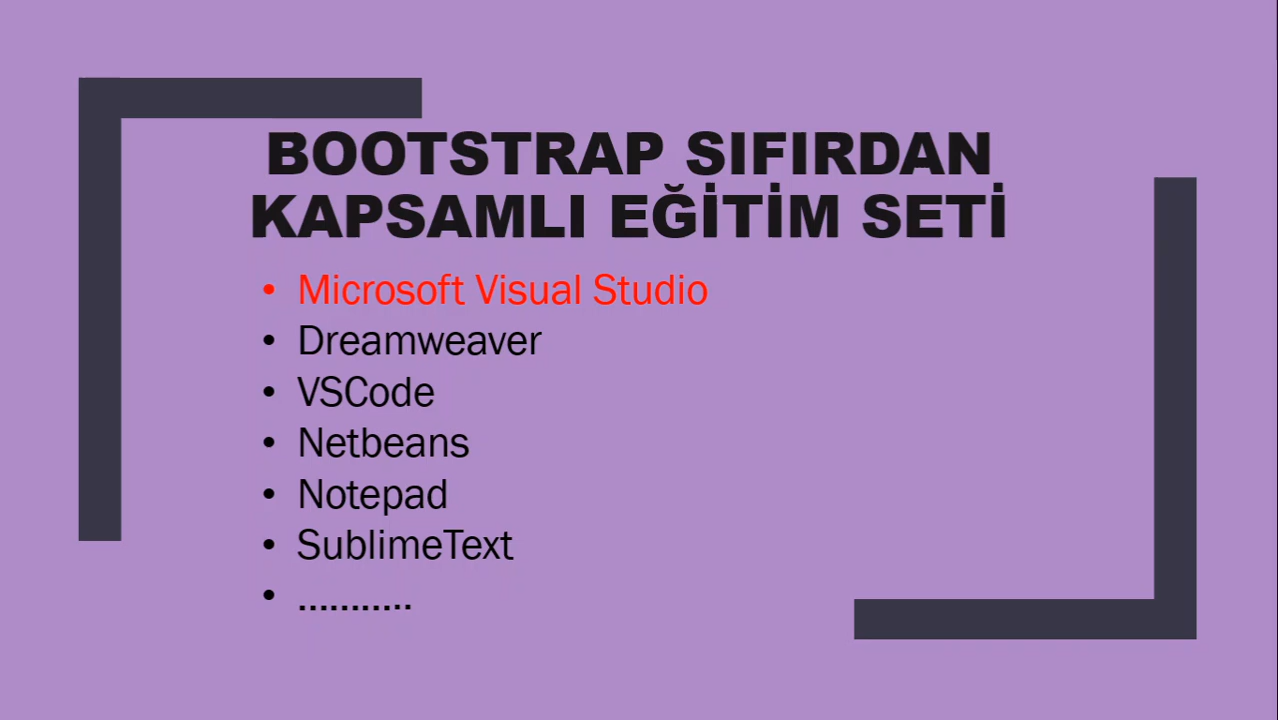 BOOTSTRAP SIFIRDAN
KAPSAMLI EĞİTİM SETİ
• Microsoft Visual Studio
• Dreamweaver
• VSCode
• Netbeans
• Notepad
• SublimeText
• ...........